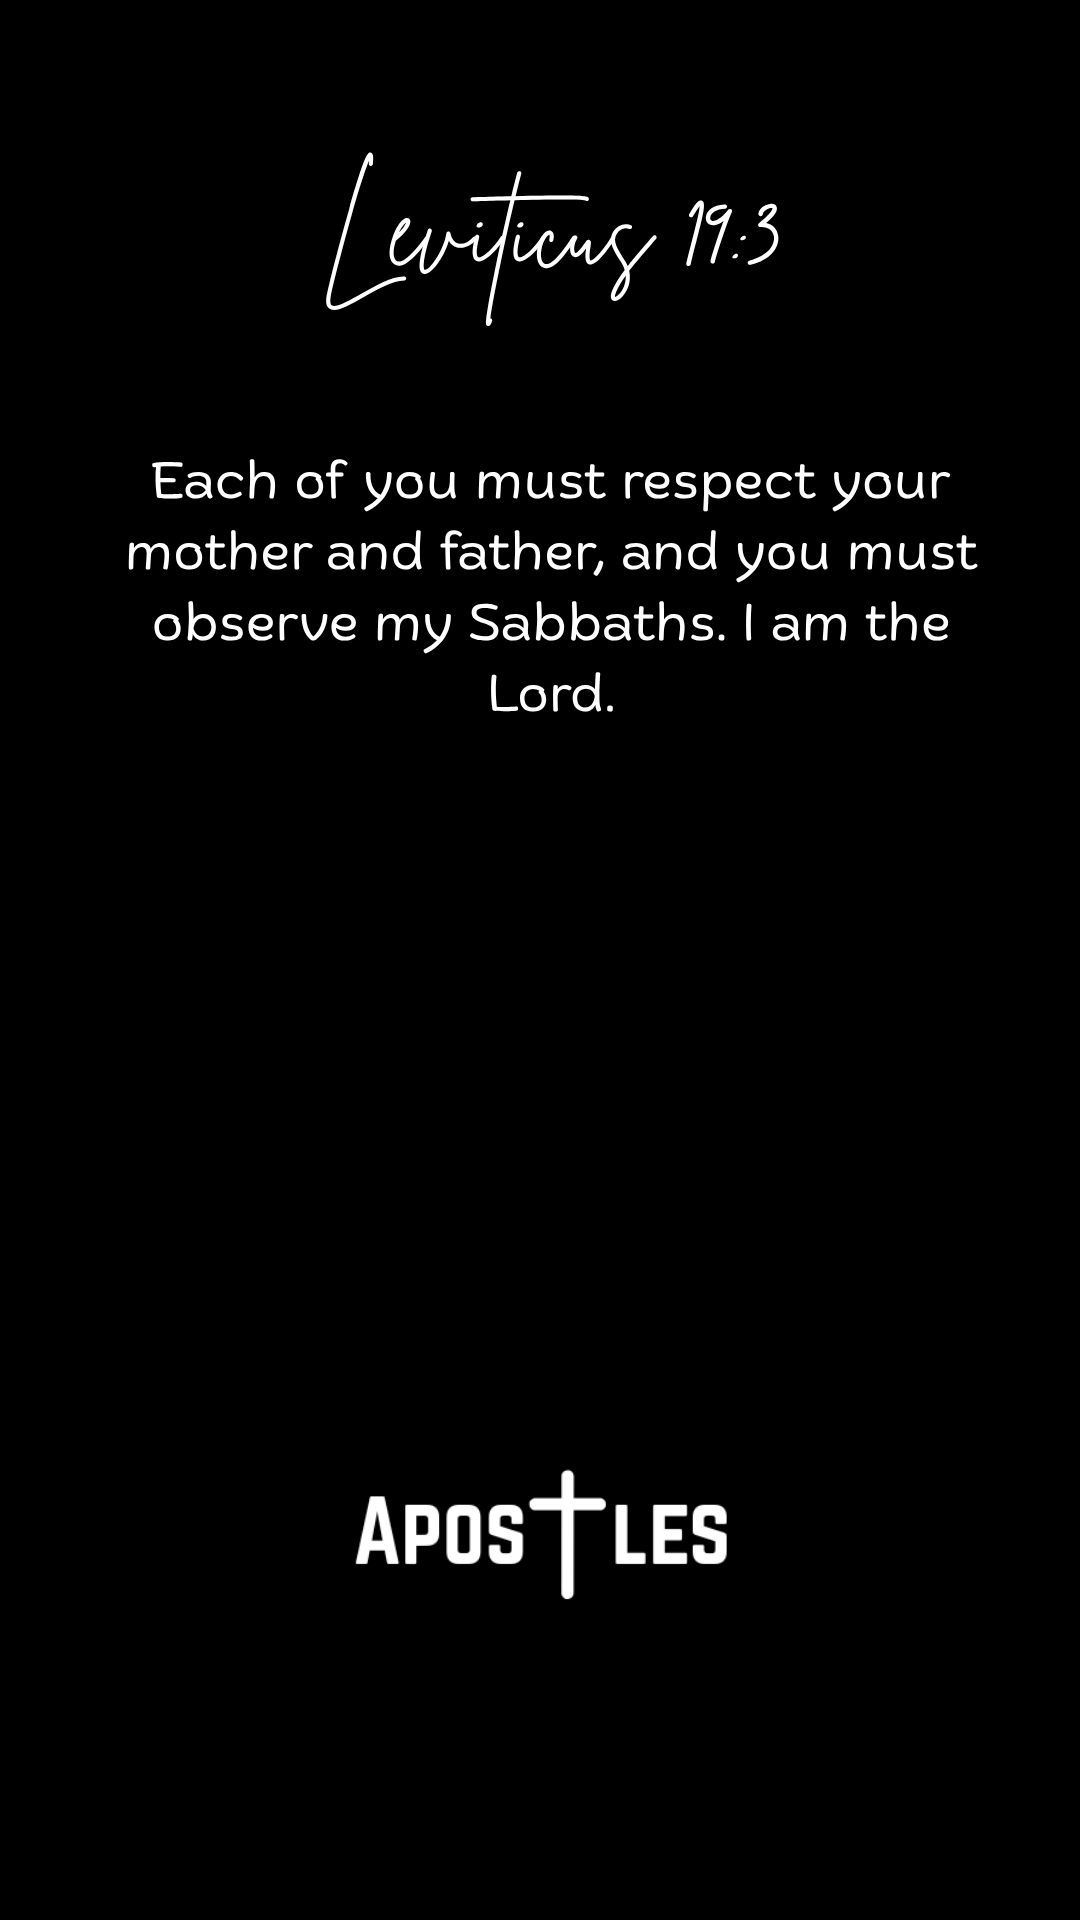 Leviticus 19:3
Each of you must respect your
mother and father, and you must
observe my Sabbaths. I am the
Lord.
APOSTLES